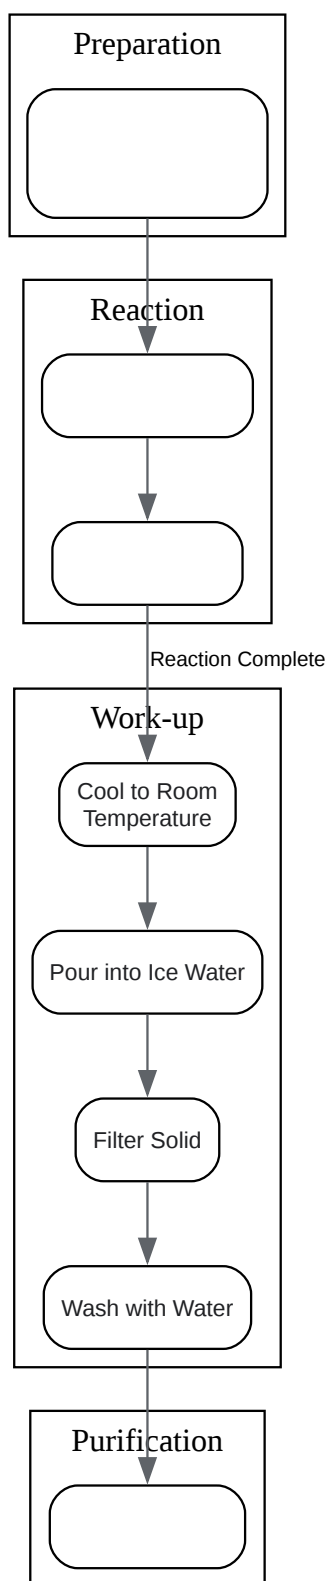 Preparation
Reaction
Reaction Complete
Work-up
Cool to Room
Temperature
Pour into Ice Water
Filter Solid
Wash with Water
Purification